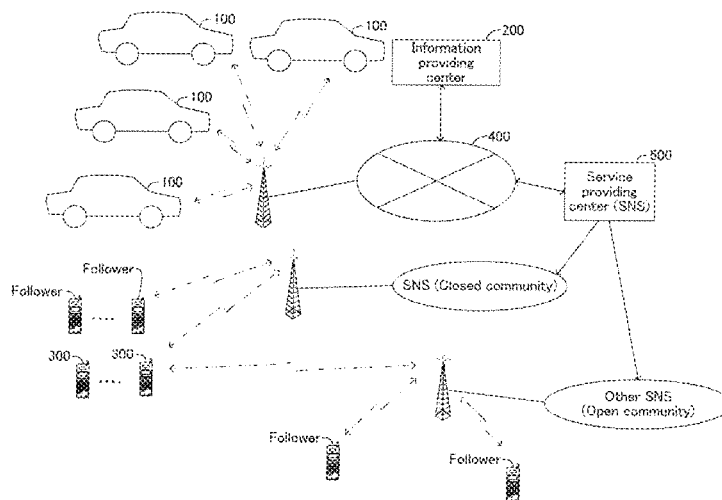 100
100
200
Information
providing
center
100
400
500
100
Service
providing
center (SNS)
Follower
Follower
SNS (Closed community)
300
300
Other SNS
(Open community)
Follower
Follower